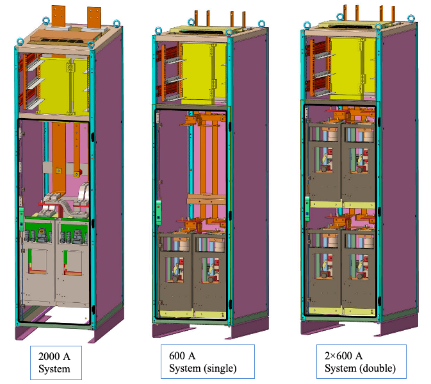 2000 A
System
600 A
System (single)
2×600 A
System (double)